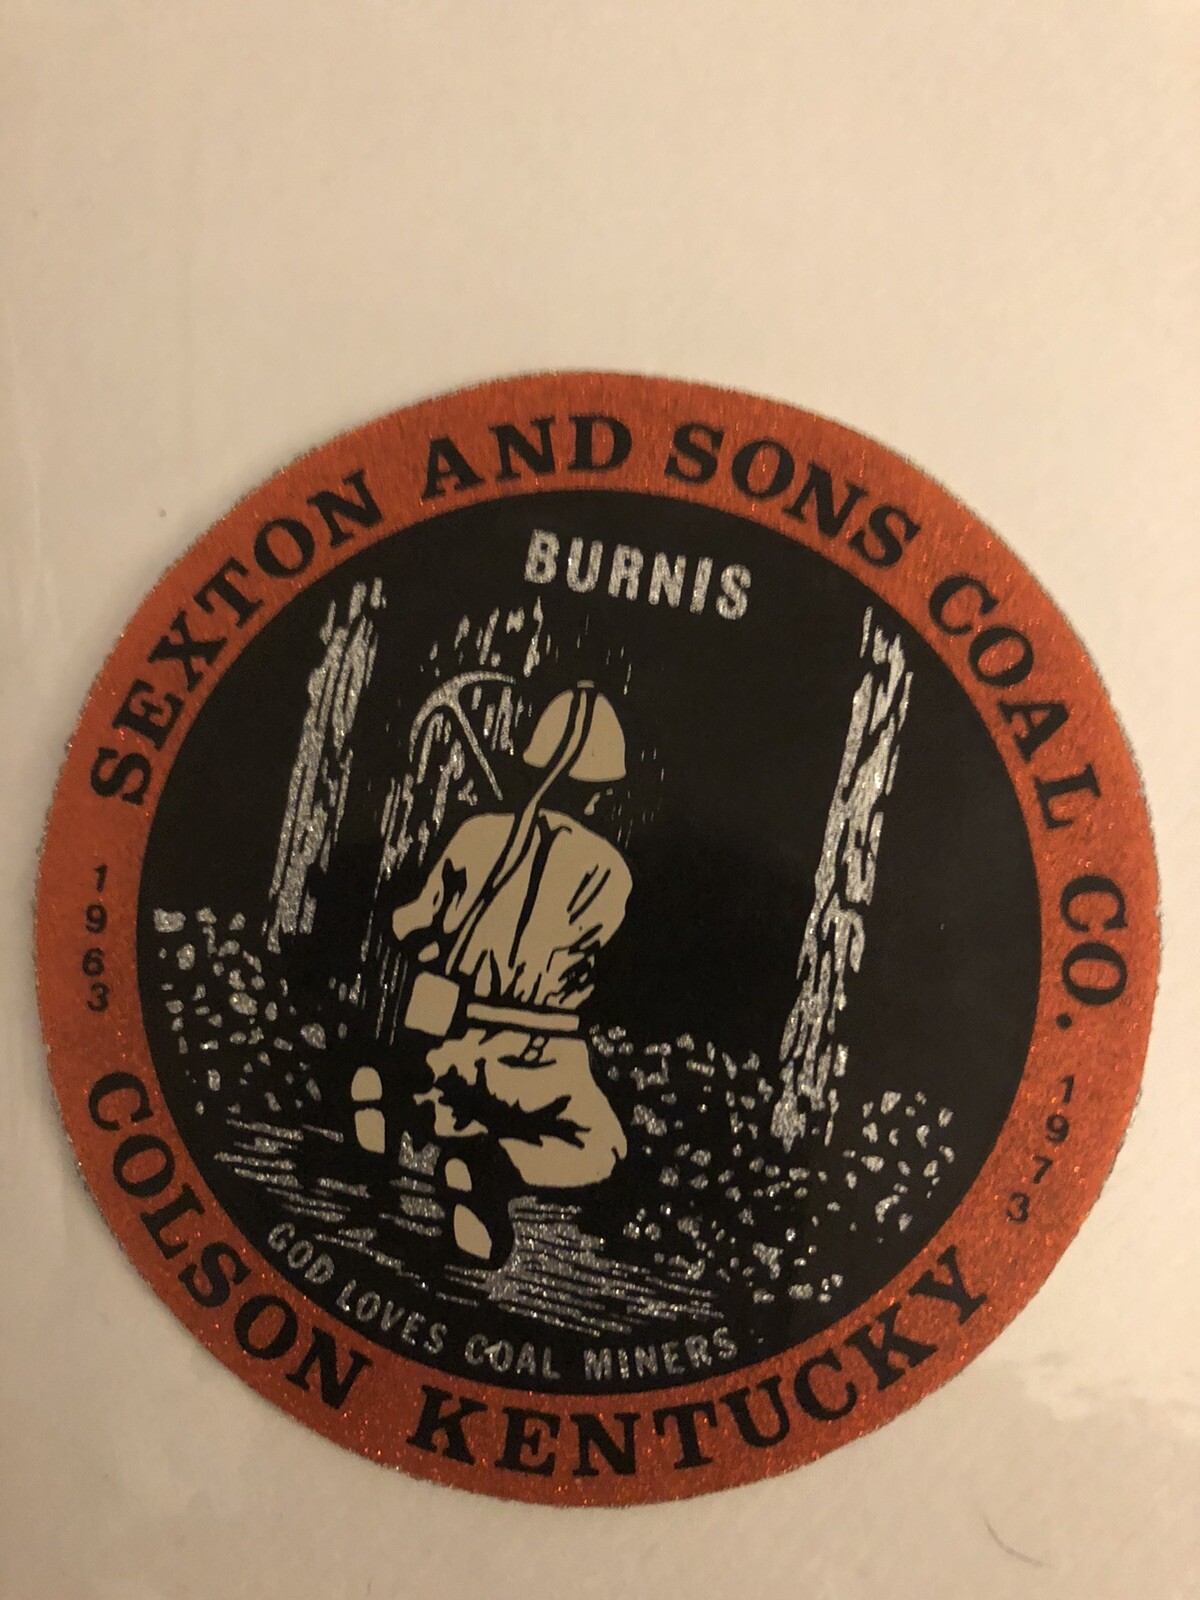 SEXTON AND SONS COAL CO.
BURNIS
1963
1973
B
GOD LOVES COAL MINERS
COLSON KENTUCKY